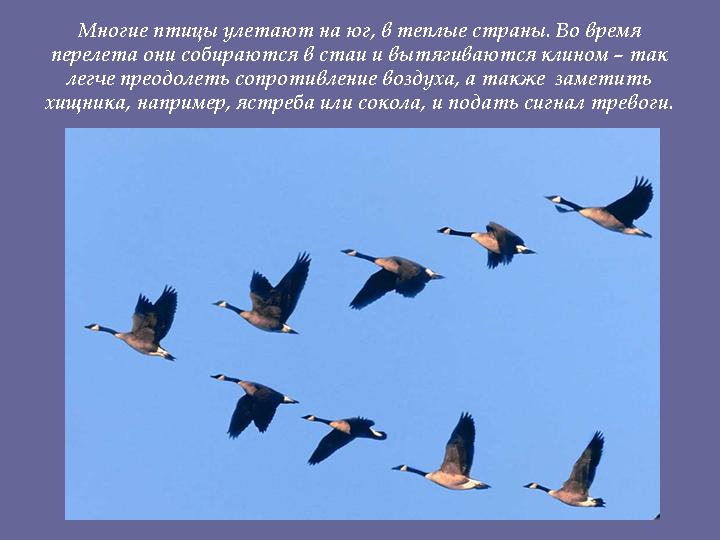 Многие птицы улетают на юг, в теплые страны. Во время
перелета они собираются в стаи и вытягиваются клином – так
легче преодолеть сопротивление воздуха, а также заметить
хищника, например, ястреба или сокола, и подать сигнал тревоги.